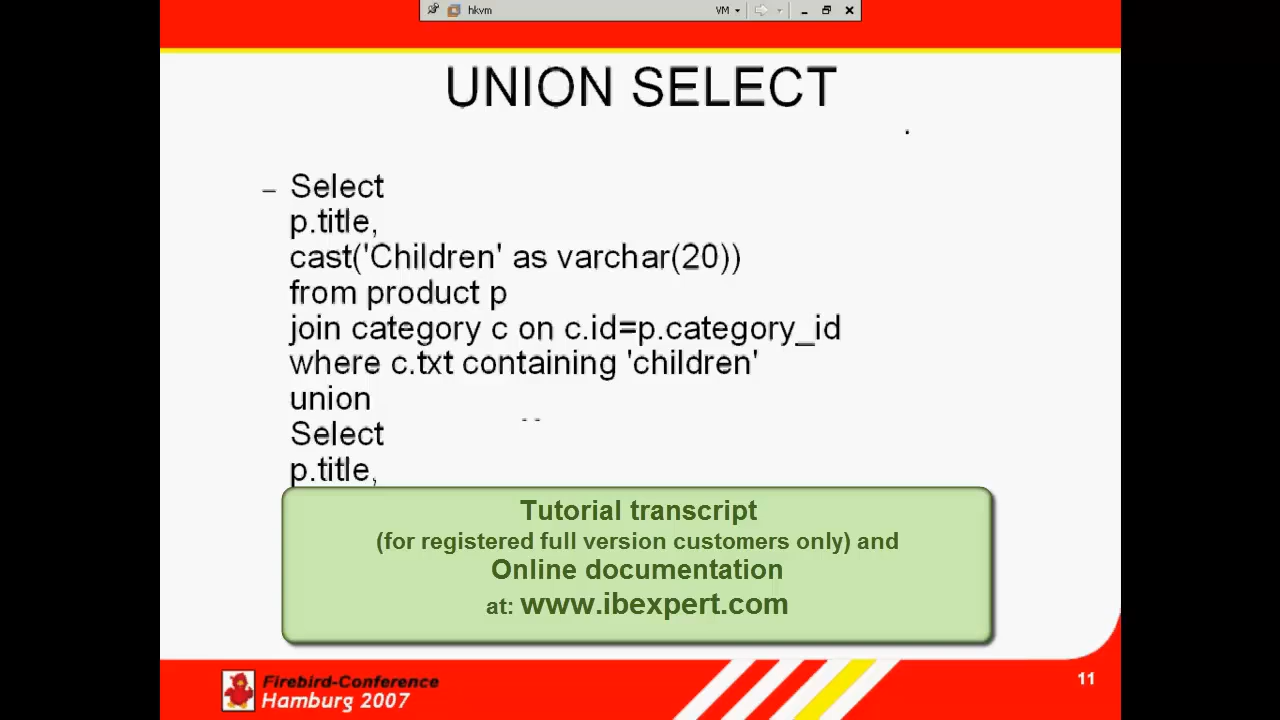 hkvm
VM
UNION SELECT
– Select
p.title,
cast('Children' as varchar(20))
from product p
join category c on c.id=p.category_id
where c.txt containing 'children'
union
Select
p.title,
Tutorial transcript
(for registered full version customers only) and
Online documentation
at: www.ibexpert.com
Firebird-Conference
Hamburg 2007
11